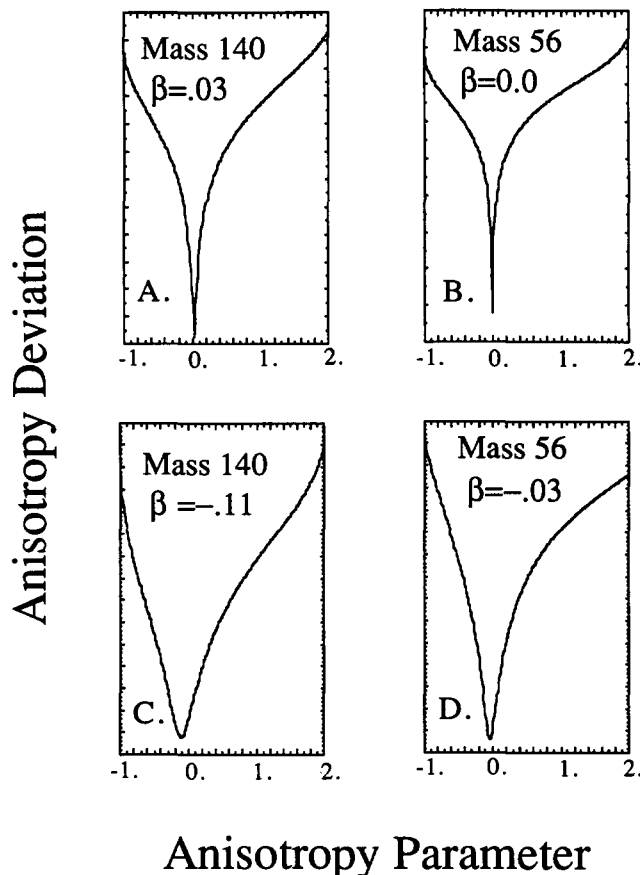 Anisotropy Deviation
Mass 140
β=.03
A.
-1. 0. 1. 2.
Mass 56
β=0.0
B.
-1. 0. 1. 2.
Mass 140
β =-.11
C.
-1. 0. 1. 2.
Mass 56
β=-.03
D.
-1. 0. 1. 2.
Anisotropy Parameter